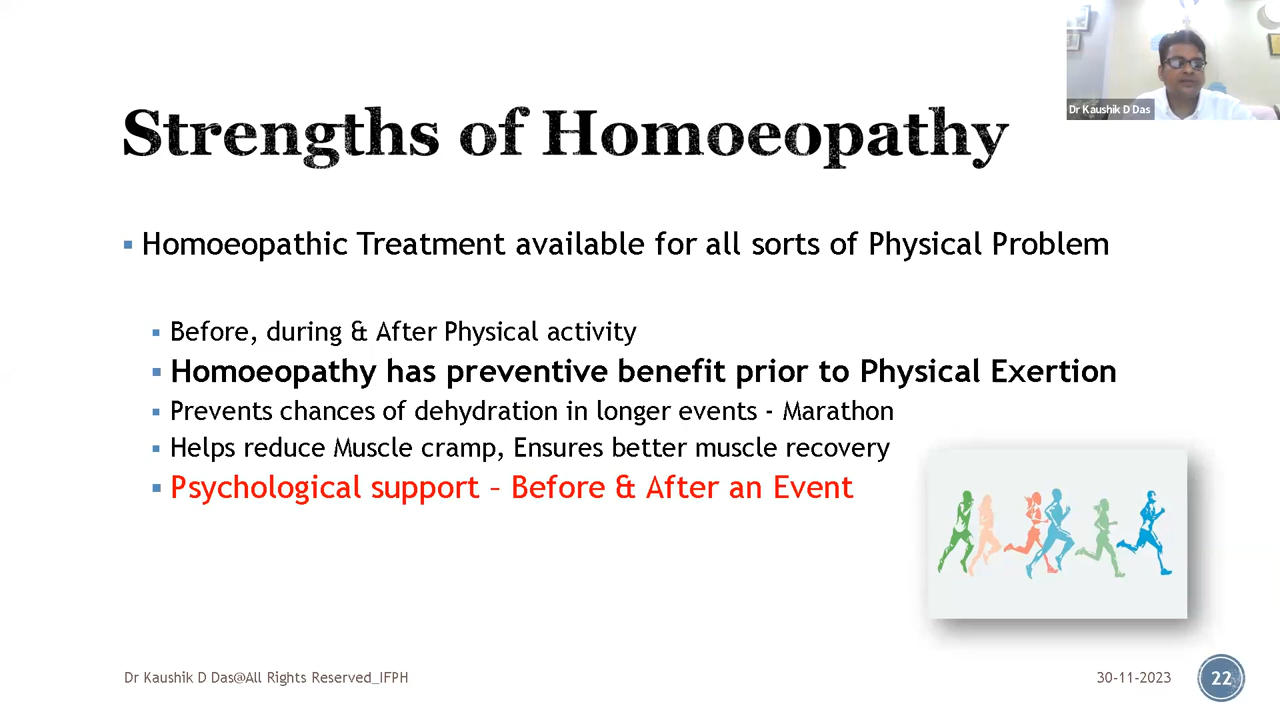 Dr Kaushik D Das
Strengths of Homoeopathy
Homoeopathic Treatment available for all sorts of Physical Problem
Before, during & After Physical activity
Homoeopathy has preventive benefit prior to Physical Exertion
Prevents chances of dehydration in longer events - Marathon
Helps reduce Muscle cramp, Ensures better muscle recovery
Psychological support – Before & After an Event
Dr Kaushik D Das@All Rights Reserved_IFPH
30-11-2023
22